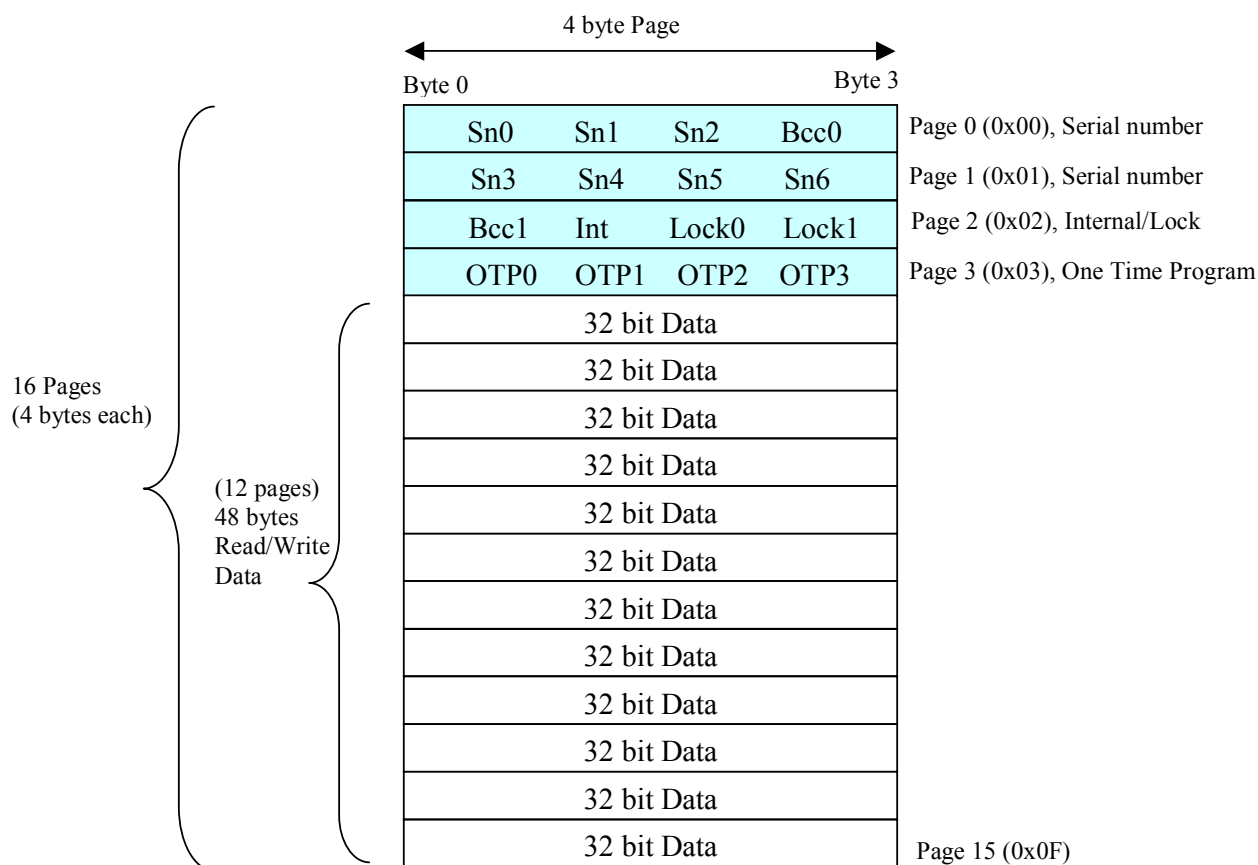 4 byte Page
Byte 0 Byte 3
Sn0 Sn1 Sn2 Bcc0 Page 0 (0x00), Serial number
Sn3 Sn4 Sn5 Sn6 Page 1 (0x01), Serial number
Bcc1 Int Lock0 Lock1 Page 2 (0x02), Internal/Lock
OTP0 OTP1 OTP2 OTP3 Page 3 (0x03), One Time Program
32 bit Data
32 bit Data
32 bit Data
32 bit Data
32 bit Data
32 bit Data
32 bit Data
32 bit Data
32 bit Data
32 bit Data
32 bit Data
32 bit Data Page 15 (0x0F)
16 Pages
(4 bytes each)
(12 pages)
48 bytes
Read/Write
Data